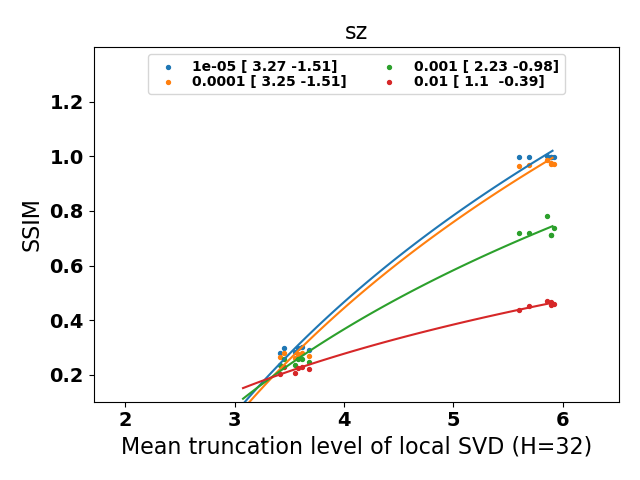 sz
1e-05 [ 3.27 -1.51]
0.0001 [ 3.25 -1.51]
0.001 [ 2.23 -0.98]
0.01 [ 1.1  -0.39]
SSIM
1.2
1.0
0.8
0.6
0.4
0.2
2 3 4 5 6
Mean truncation level of local SVD (H=32)